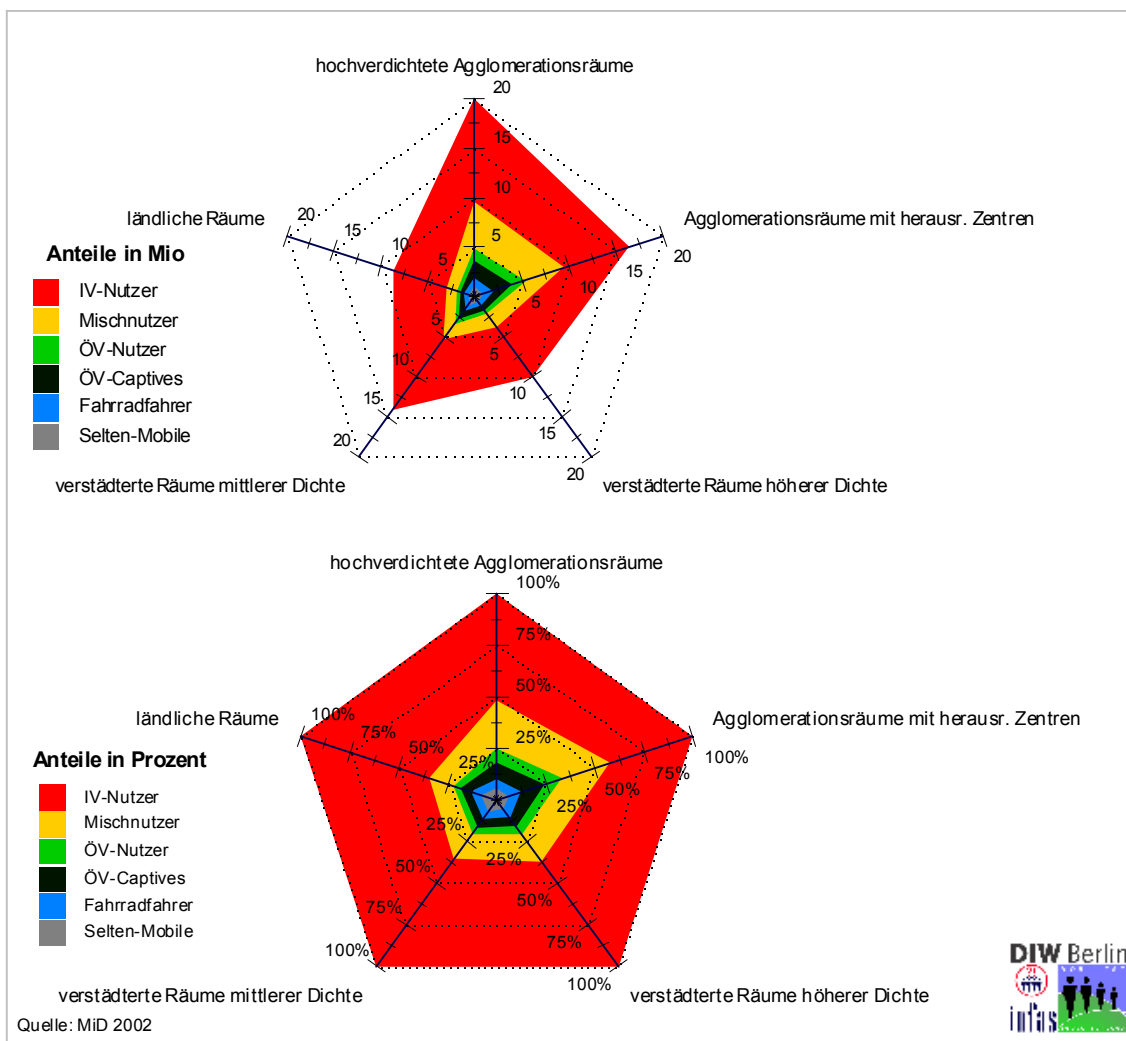 hochverdichtete Agglomerationsräume
20
15
10
5
ländliche Räume
20
15
10
5
Agglomerationsräume mit herausr. Zentren
5
10
15
20
Anteile in Mio
IV-Nutzer
Mischnutzer
ÖV-Nutzer
ÖV-Captives
Fahrradfahrer
Selten-Mobile
5
10
15
20
5
10
15
20
verstädterte Räume mittlerer Dichte
verstädterte Räume höherer Dichte
hochverdichtete Agglomerationsräume
100%
75%
50%
25%
ländliche Räume
100%
75%
50%
25%
Agglomerationsräume mit herausr. Zentren
25%
50%
75%
100%
Anteile in Prozent
IV-Nutzer
Mischnutzer
ÖV-Nutzer
ÖV-Captives
Fahrradfahrer
Selten-Mobile
25%
50%
75%
100%
25%
50%
75%
100%
verstädterte Räume mittlerer Dichte
verstädterte Räume höherer Dichte
Quelle: MiD 2002
DIW Berlin
infas